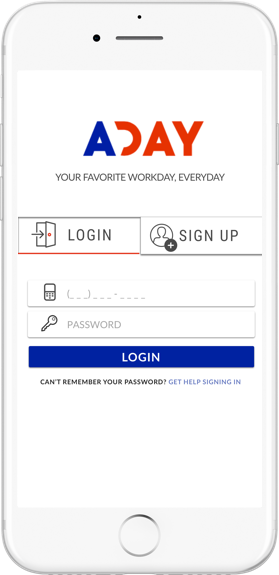 ADAY
YOUR FAVORITE WORKDAY, EVERYDAY
LOGIN SIGN UP
(_ _ _) _ _ _ - _ _ _ _
PASSWORD
LOGIN
CAN'T REMEMBER YOUR PASSWORD? GET HELP SIGNING IN